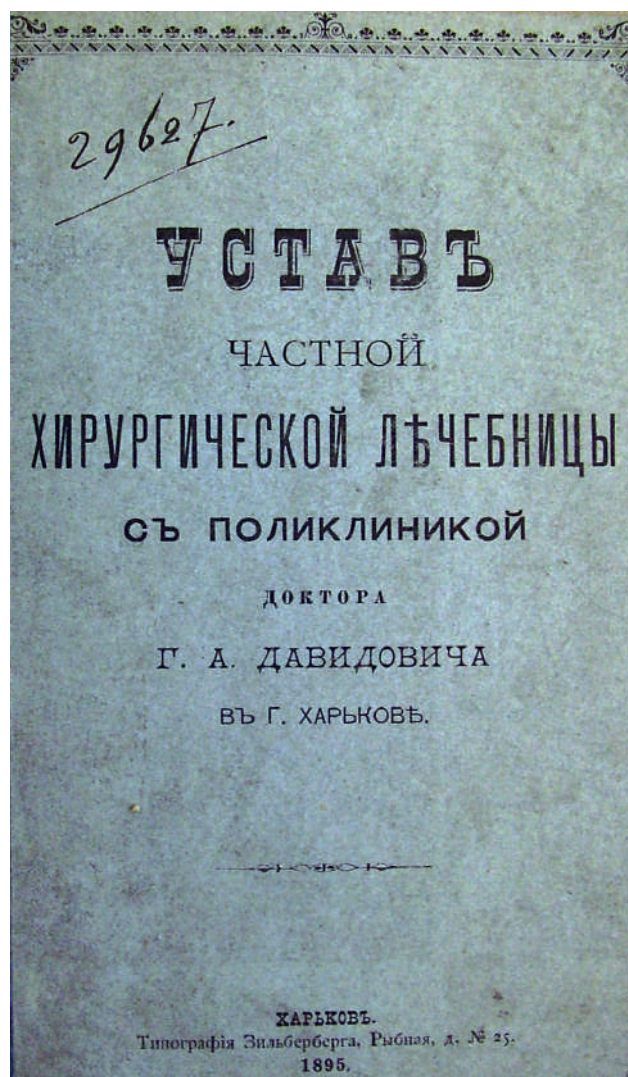 29627.
УСТАВЪ
ЧАСТНОЙ
ХИРУРГИЧЕСКОЙ ЛѢЧЕБНИЦЫ
СЪ ПОЛИКЛИНИКОЙ
ДОКТОРА
Г. А. ДАВИДОВИЧА
ВЪ Г. ХАРЬКОВѢ.
ХАРЬКОВЪ.
Типографія Зильберберга, Рыбная, д. № 25.
1895.